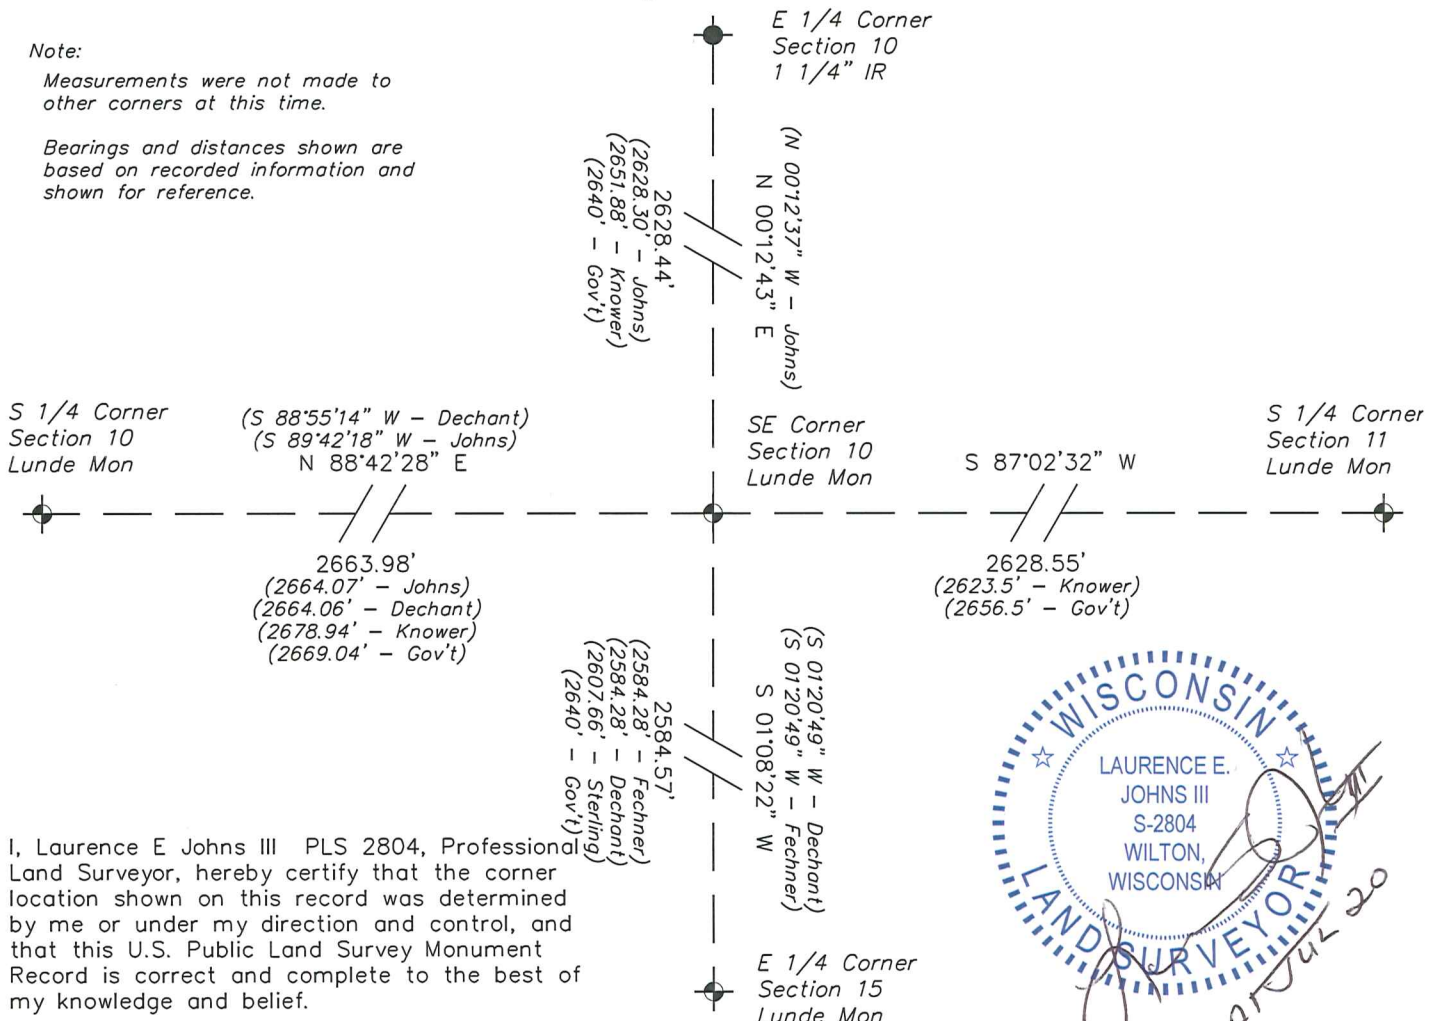 Note:
Measurements were not made to
other corners at this time.
Bearings and distances shown are
based on recorded information and
shown for reference.
E 1/4 Corner
Section 10
1 1/4" IR
2628.44'
(2628.30' – Johns)
(2651.88' – Knower)
(2640' – Gov't)
(N 00°12'37" W – Johns)
N 00°12'43" E
S 1/4 Corner
Section 10
Lunde Mon
(S 88°55'14" W – Dechant)
(S 89°42'18" W – Johns)
N 88°42'28" E
SE Corner
Section 10
Lunde Mon
S 87°02'32" W
S 1/4 Corner
Section 11
Lunde Mon
2663.98'
(2664.07' – Johns)
(2664.06' – Dechant)
(2678.94' – Knower)
(2669.04' – Gov't)
2628.55'
(2623.5' – Knower)
(2656.5' – Gov't)
2584.57'
(2584.28' – Fechner)
(2584.28' – Dechant)
(2607.66' – Sterling)
(2640' – Gov't)
(S 01°20'49" W – Dechant)
(S 01°20'49" W – Fechner)
S 01°08'22" W
WISCONSIN
LAURENCE E.
JOHNS III
S-2804
WILTON,
WISCONSIN
LAND SURVEYOR
I, Laurence E Johns III PLS 2804, Professional
Land Surveyor, hereby certify that the corner
location shown on this record was determined
by me or under my direction and control, and
that this U.S. Public Land Survey Monument
Record is correct and complete to the best of
my knowledge and belief.
E 1/4 Corner
Section 15
Lunde Mon
JUL 20